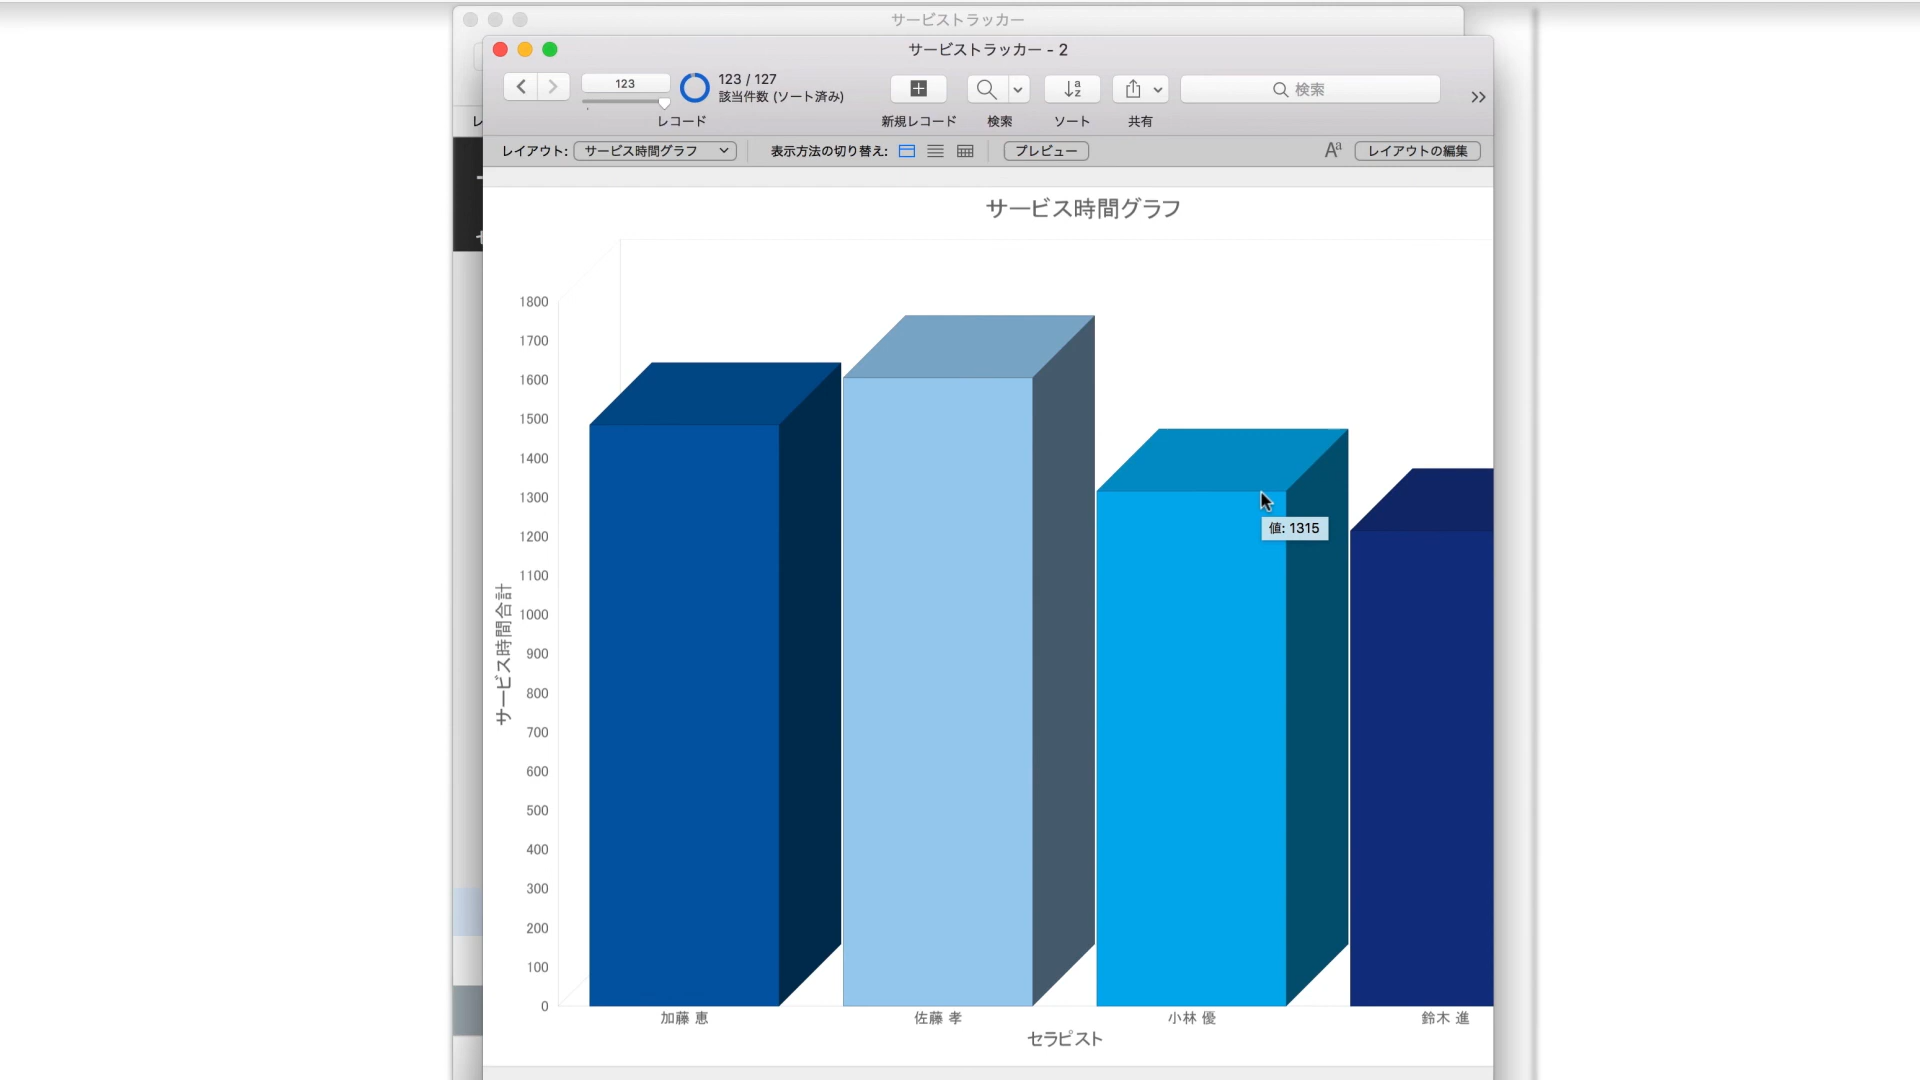 サービストラッカー
サービストラッカー - 2
123
123 / 127
該当件数 (ソート済み)
検索
レコード
新規レコード
検索
ソート
共有
レイアウト:
サービス時間グラフ
表示方法の切り替え:
プレビュー
Aa
レイアウトの編集
サービス時間グラフ
1800
1700
1600
1500
1400
1300
1200
1100
1000
900
800
700
600
500
400
300
200
100
0
サービス時間合計
値: 1315
加藤 恵
佐藤 孝
小林 優
鈴木 進
セラピスト